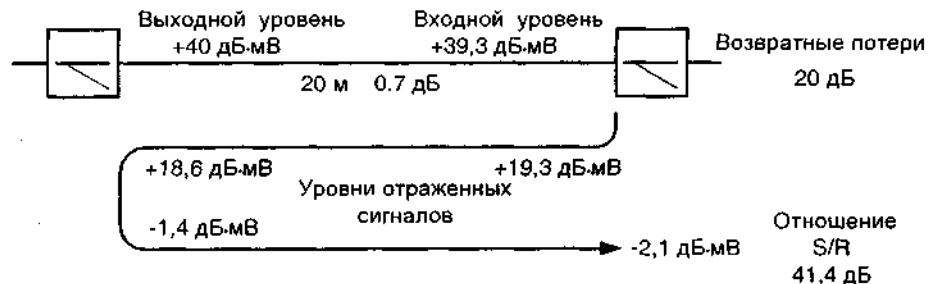 Выходной уровень
+40 дБ·мВ
Входной уровень
+39,3 дБ·мВ
Возвратные потери
20 дБ
20 м 0.7 дБ
+18,6 дБ·мВ
+19,3 дБ·мВ
Уровни отраженных
сигналов
-1,4 дБ·мВ
-2,1 дБ·мВ
Отношение
S/R
41,4 дБ